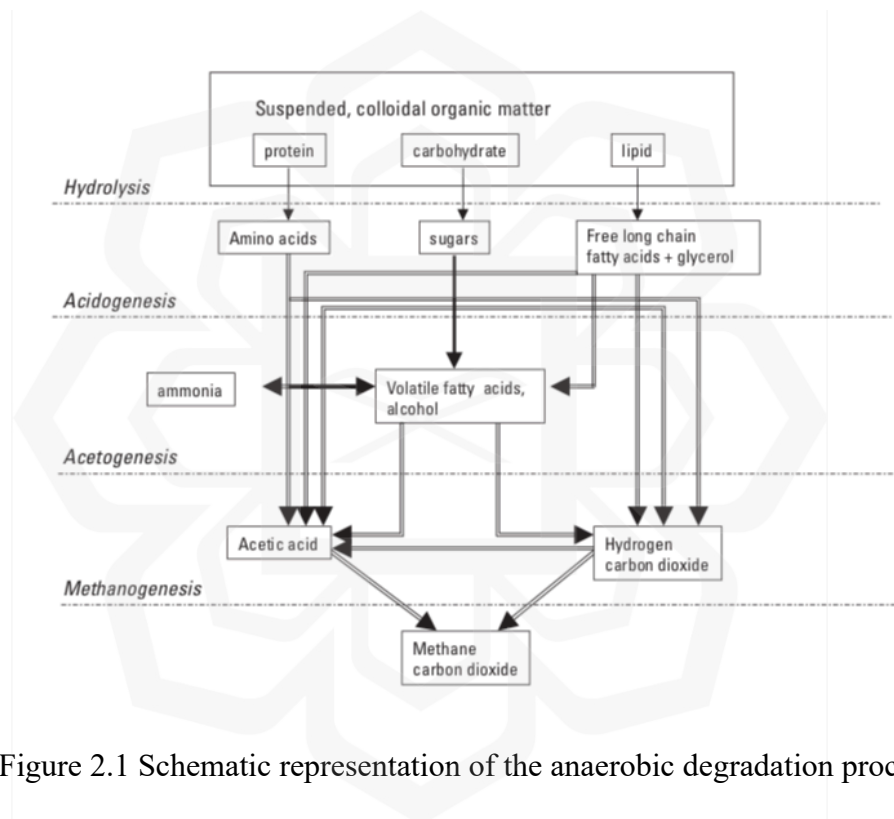 Suspended, colloidal organic matter
protein
carbohydrate
lipid
Hydrolysis
Amino acids
sugars
Free long chain
fatty acids + glycerol
Acidogenesis
ammonia
Volatile fatty acids,
alcohol
Acetogenesis
Acetic acid
Hydrogen
carbon dioxide
Methanogenesis
Methane
carbon dioxide
Figure 2.1 Schematic representation of the anaerobic degradation proc